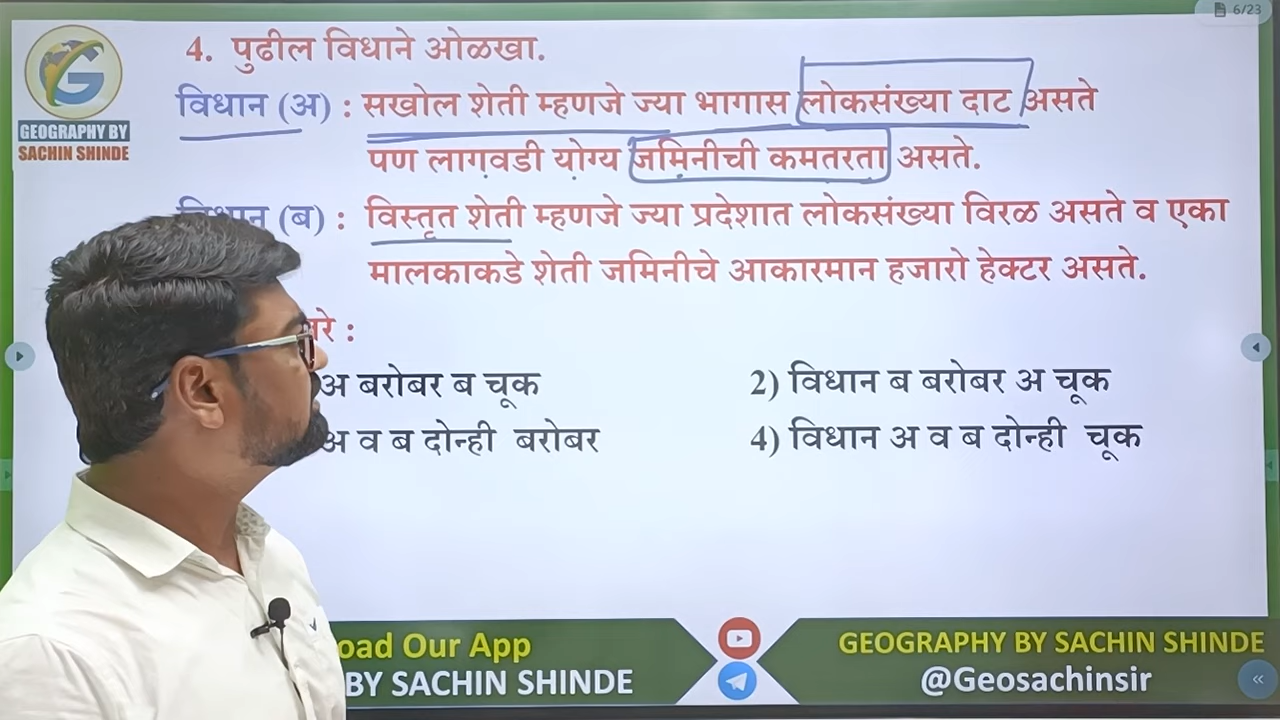 6/23
4. पुढील विधाने ओळखा.
विधान (अ) : सखोल शेती म्हणजे ज्या भागास लोकसंख्या दाट असते
पण लागवडी योग्य जमिनीची कमतरता असते.
(ब) : विस्तृत शेती म्हणजे ज्या प्रदेशात लोकसंख्या विरळ असते व एका
मालकाकडे शेती जमिनीचे आकारमान हजारो हेक्टर असते.
:
अ बरोबर ब चूक
2) विधान ब बरोबर अ चूक
अ व ब दोन्ही बरोबर
4) विधान अ व ब दोन्ही चूक
G
GEOGRAPHY BY
SACHIN SHINDE
Our App
BY SACHIN SHINDE
GEOGRAPHY BY SACHIN SHINDE
@Geosachinsir